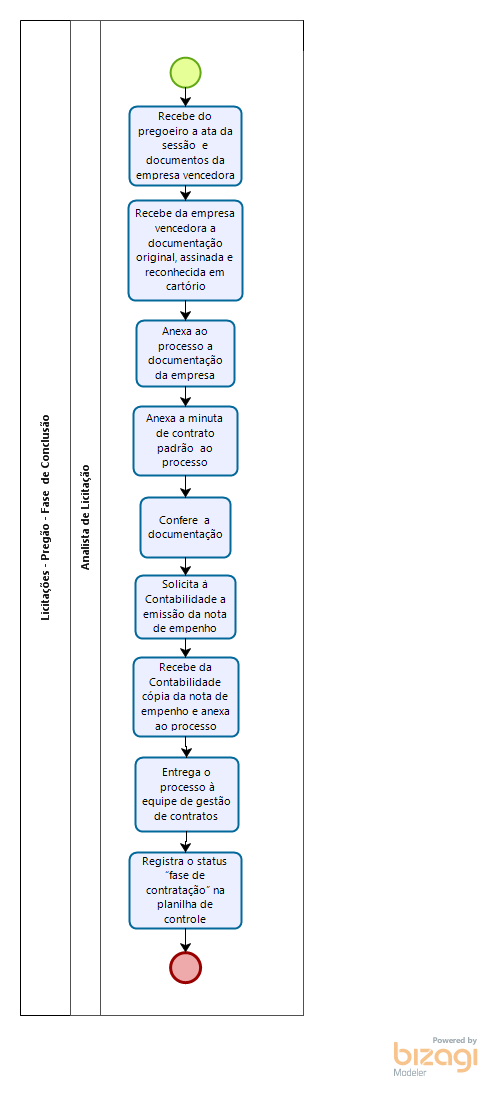 Licitações - Pregão - Fase  de Conclusão
Analista de Licitação
Recebe do
pregoeiro a ata da
sessão  e
documentos da
empresa vencedora
Recebe da empresa
vencedora a
documentação
original, assinada e
reconhecida em
cartório
Anexa ao
processo a
documentação
da empresa
Anexa a minuta
de contrato
padrão  ao
processo
Confere  a
documentação
Solicita á
Contabilidade a
emissão da nota
de empenho
Recebe da
Contabilidade
cópia da nota de
empenho e anexa
ao processo
Entrega o
processo à
equipe de gestão
de contratos
Registra o status
“fase de
contratação” na
planilha de
controle
Powered by
bizagi
Modeler